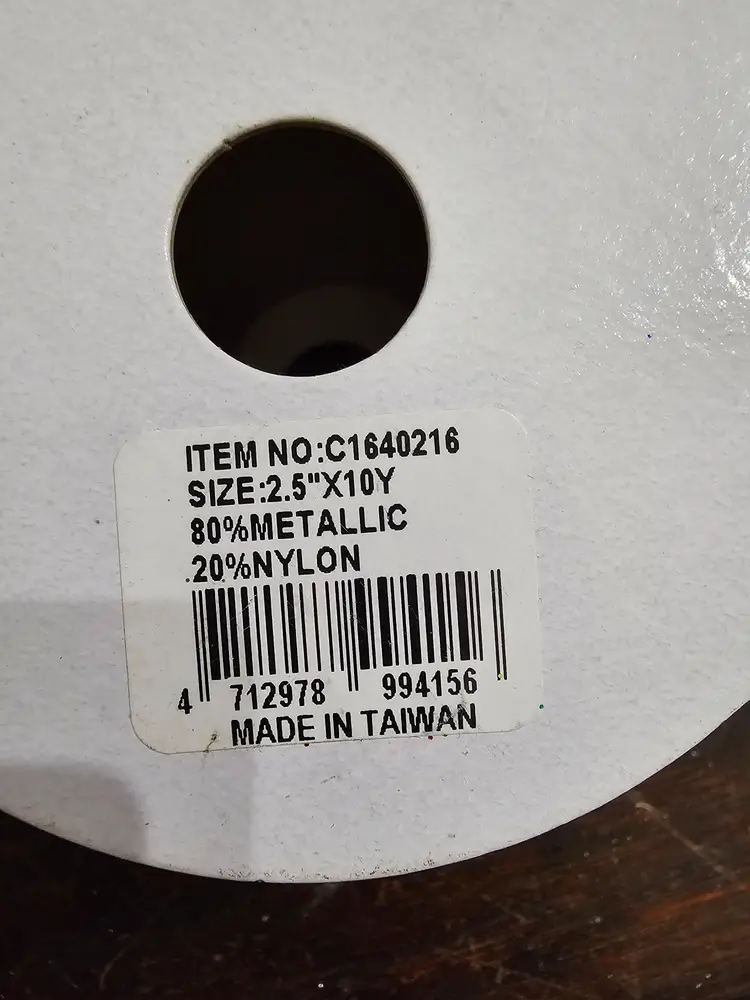 ITEM NO:C1640216
SIZE:2.5"X10Y
80%METALLIC
20%NYLON
4 712978 994156
MADE IN TAIWAN